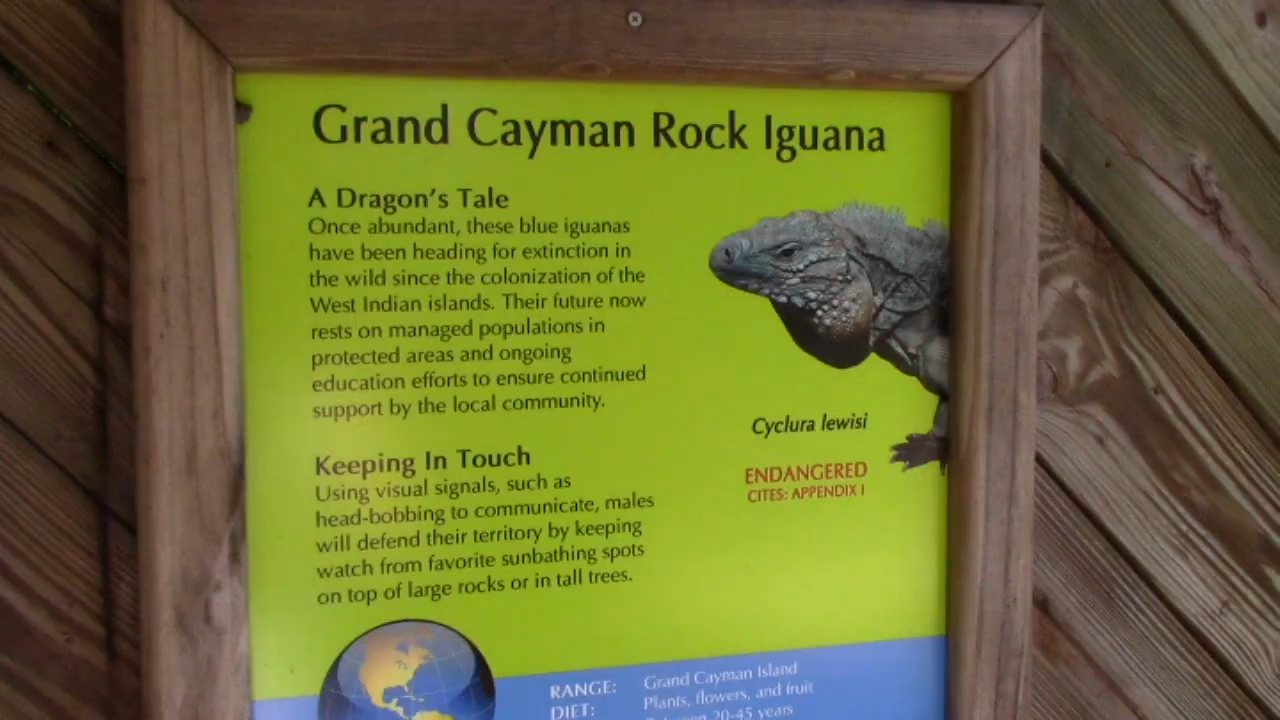 Grand Cayman Rock Iguana
A Dragon's Tale
Once abundant, these blue iguanas
have been heading for extinction in
the wild since the colonization of the
West Indian islands. Their future now
rests on managed populations in
protected areas and ongoing
education efforts to ensure continued
support by the local community.
Cyclura lewisi
ENDANGERED
CITES: APPENDIX I
Keeping In Touch
Using visual signals, such as
head-bobbing to communicate, males
will defend their territory by keeping
watch from favorite sunbathing spots
on top of large rocks or in tall trees.
RANGE: Grand Cayman Island
DIET: Plants, flowers, and fruit
Between 20-45 years